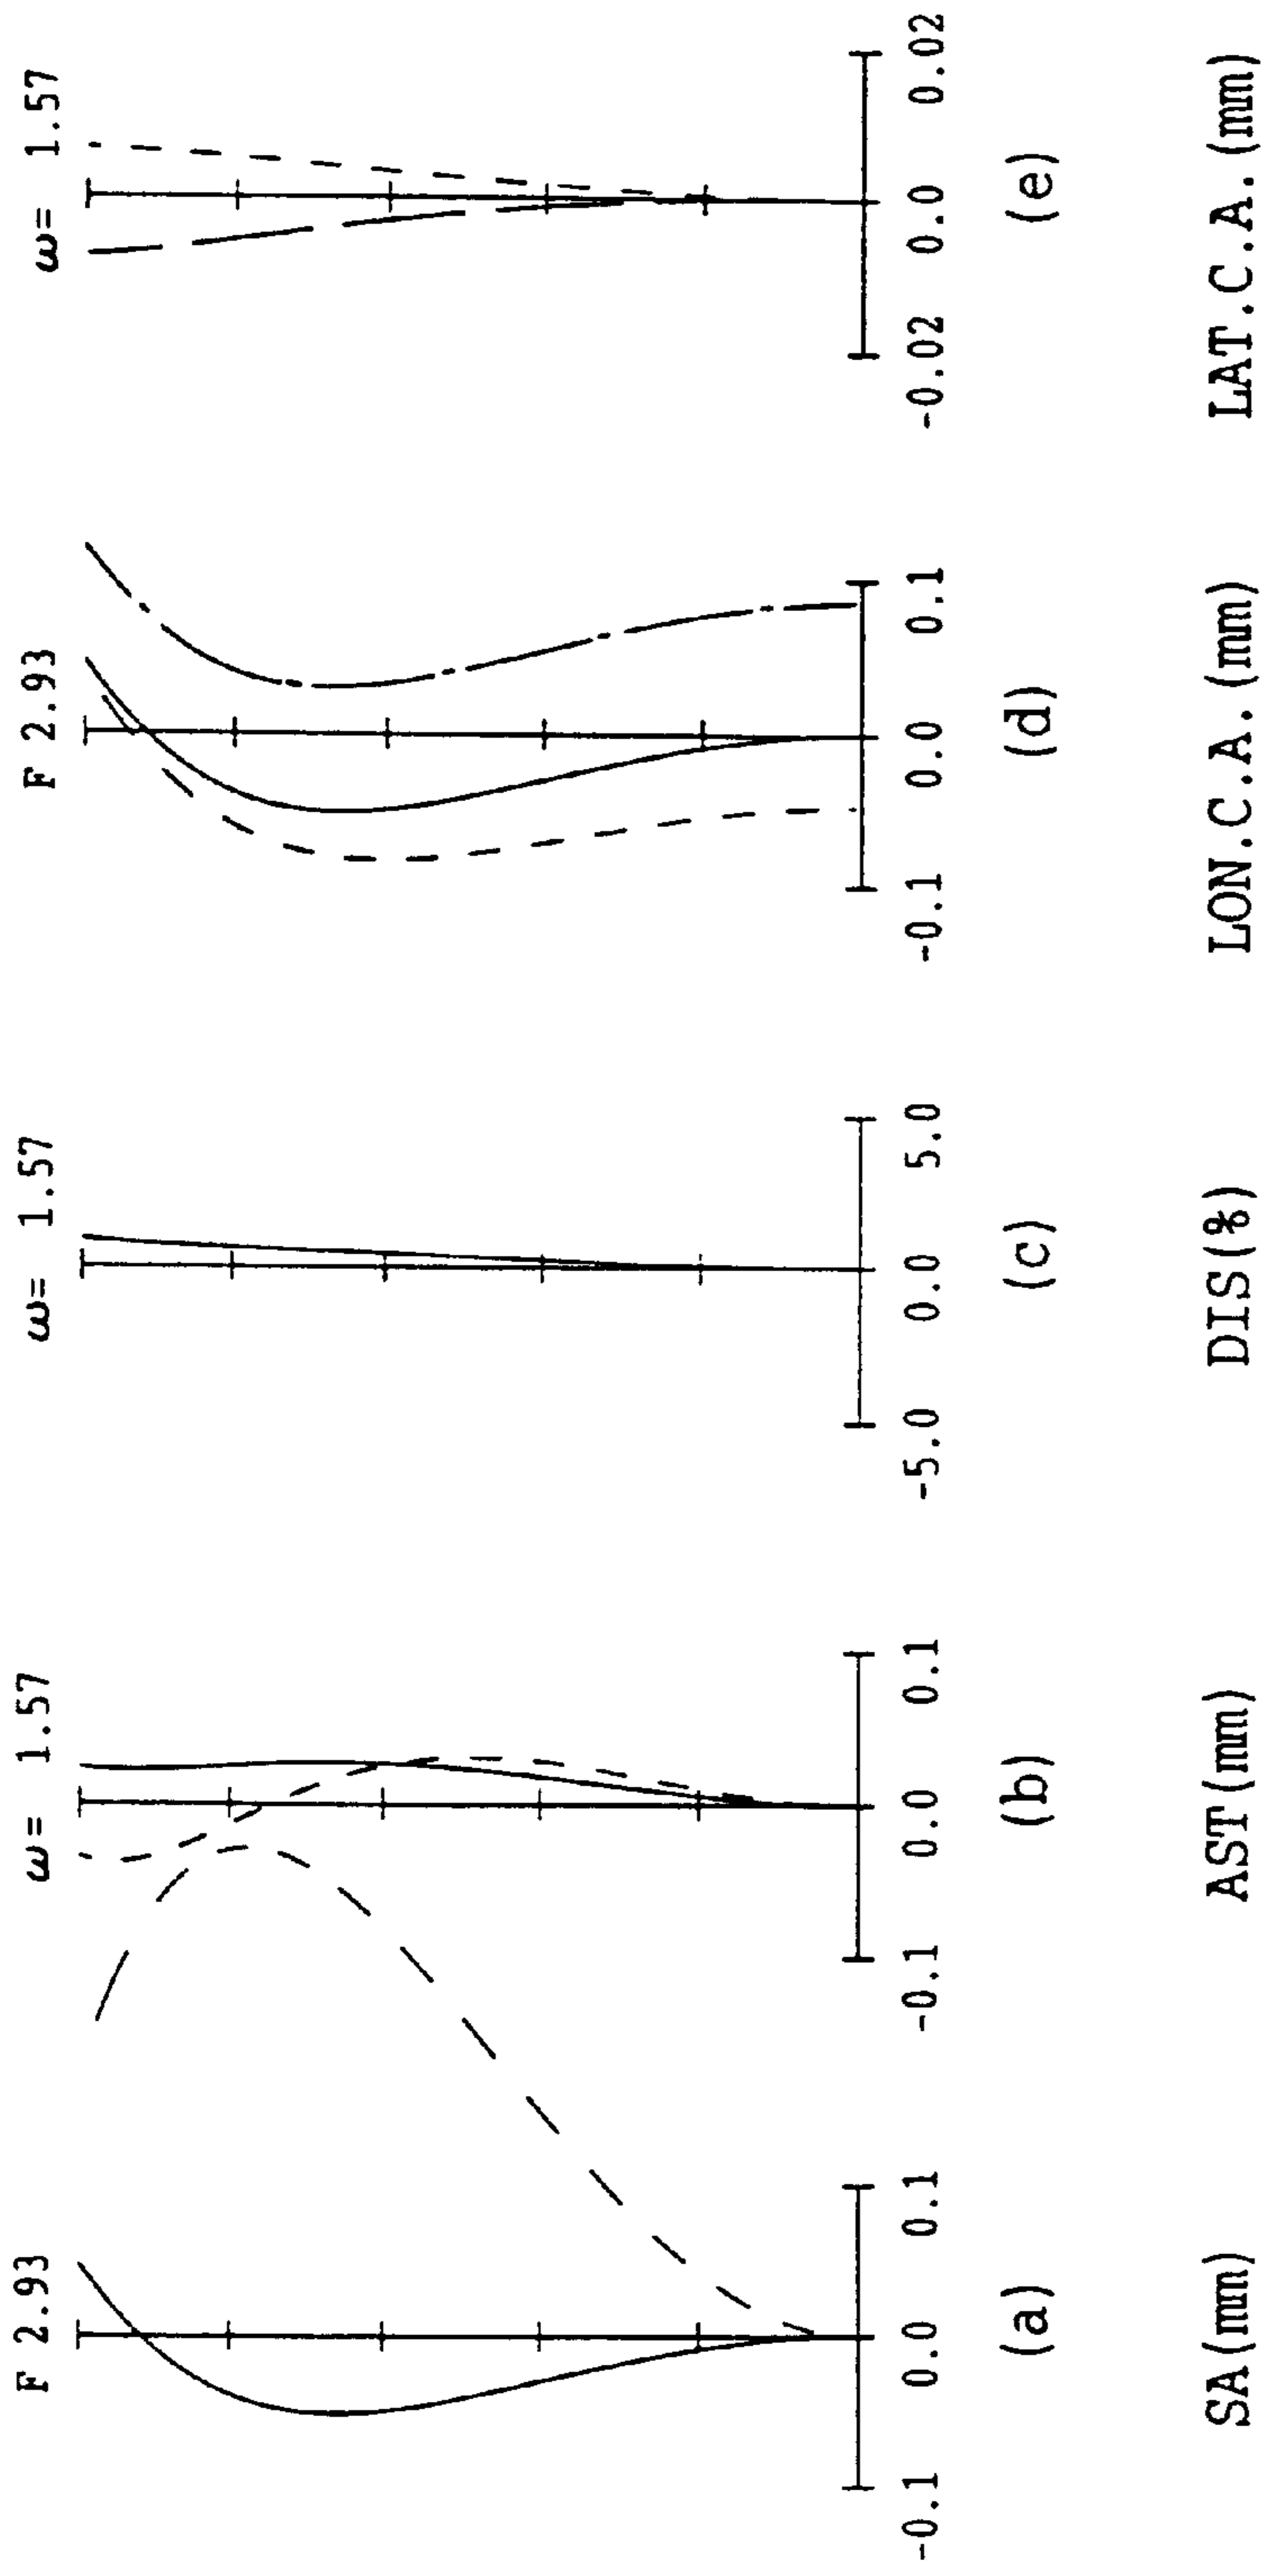 F 2.93
-0.1 0.0 0.1
(a)
SA(mm)
ω= 1.57
-0.1 0.0 0.1
(b)
AST(mm)
ω= 1.57
-5.0 0.0 5.0
(c)
DIS(%)
F 2.93
-0.1 0.0 0.1
(d)
LON.C.A.(mm)
ω= 1.57
-0.02 0.0 0.02
(e)
LAT.C.A.(mm)